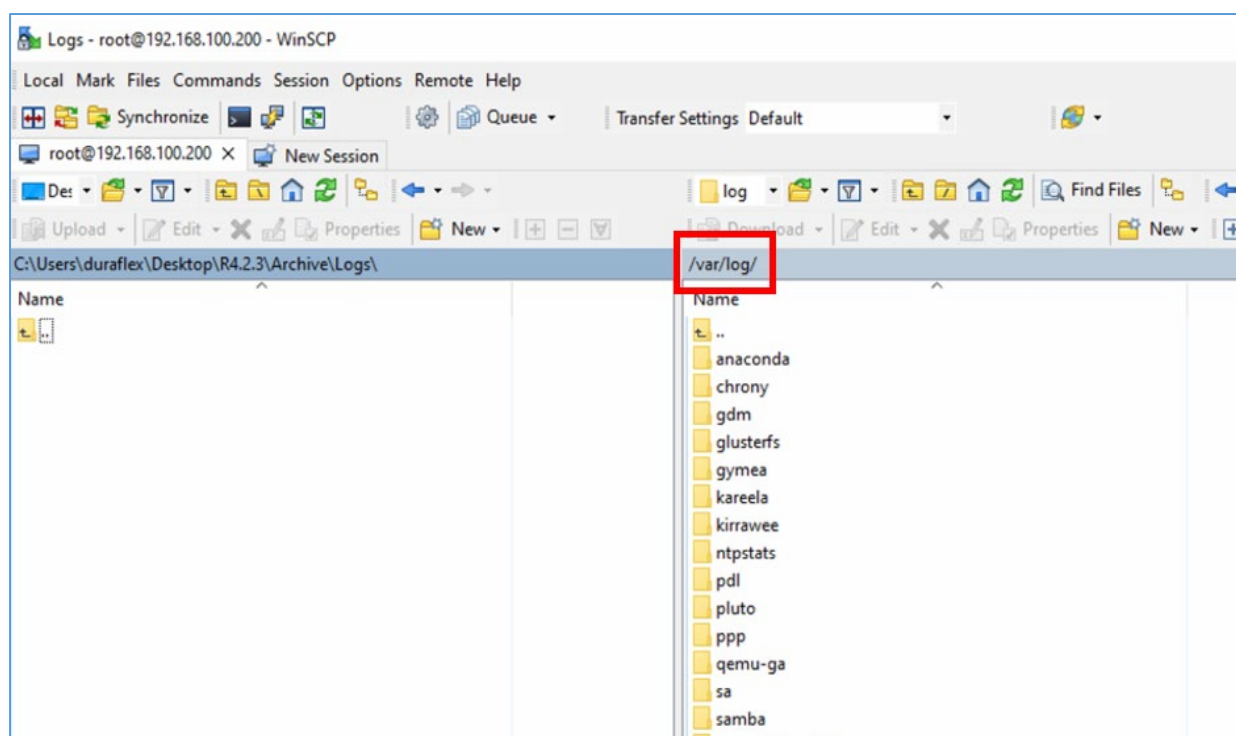 Logs - root@192.168.100.200 - WinSCP
Local Mark Files Commands Session Options Remote Help
Synchronize Queue Transfer Settings Default
root@192.168.100.200 × New Session
Des log Find Files
Upload Edit Properties New Download Edit Properties New
C:\Users\duraflex\Desktop\R4.2.3\Archive\Logs\ /var/log/
Name Name
.. ..
anaconda
chrony
gdm
glusterfs
gymea
kareela
kirrawee
ntpstats
pdl
pluto
ppp
qemu-ga
sa
samba